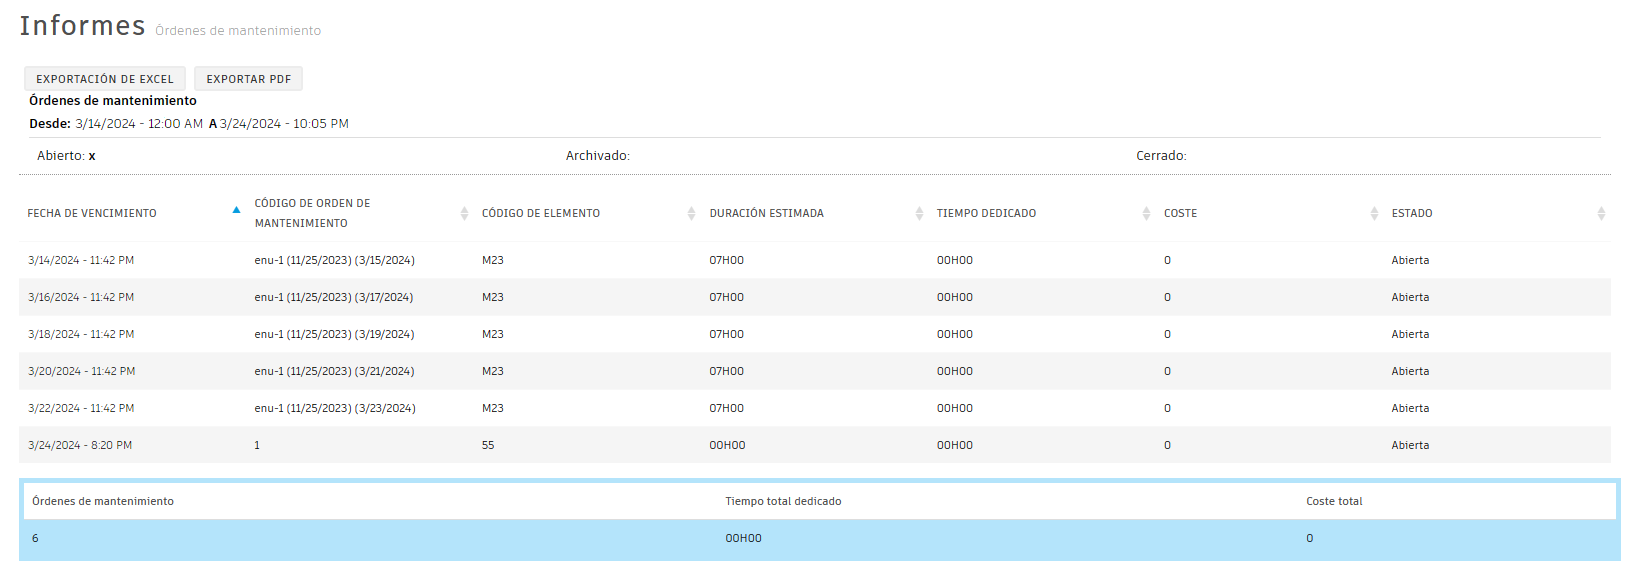 Informes Órdenes de mantenimiento
EXPORTACIÓN DE EXCEL EXPORTAR PDF
Órdenes de mantenimiento
Desde: 3/14/2024 - 12:00 AM A 3/24/2024 - 10:05 PM
Abierto: x Archivado: Cerrado:
FECHA DE VENCIMIENTO CÓDIGO DE ORDEN DE MANTENIMIENTO CÓDIGO DE ELEMENTO DURACIÓN ESTIMADA TIEMPO DEDICADO COSTE ESTADO
3/14/2024 - 11:42 PM enu-1 (11/25/2023) (3/15/2024) M23 07H00 00H00 0 Abierta
3/16/2024 - 11:42 PM enu-1 (11/25/2023) (3/17/2024) M23 07H00 00H00 0 Abierta
3/18/2024 - 11:42 PM enu-1 (11/25/2023) (3/19/2024) M23 07H00 00H00 0 Abierta
3/20/2024 - 11:42 PM enu-1 (11/25/2023) (3/21/2024) M23 07H00 00H00 0 Abierta
3/22/2024 - 11:42 PM enu-1 (11/25/2023) (3/23/2024) M23 07H00 00H00 0 Abierta
3/24/2024 - 8:20 PM 1 55 00H00 00H00 0 Abierta
Órdenes de mantenimiento Tiempo total dedicado Coste total
6 00H00 0